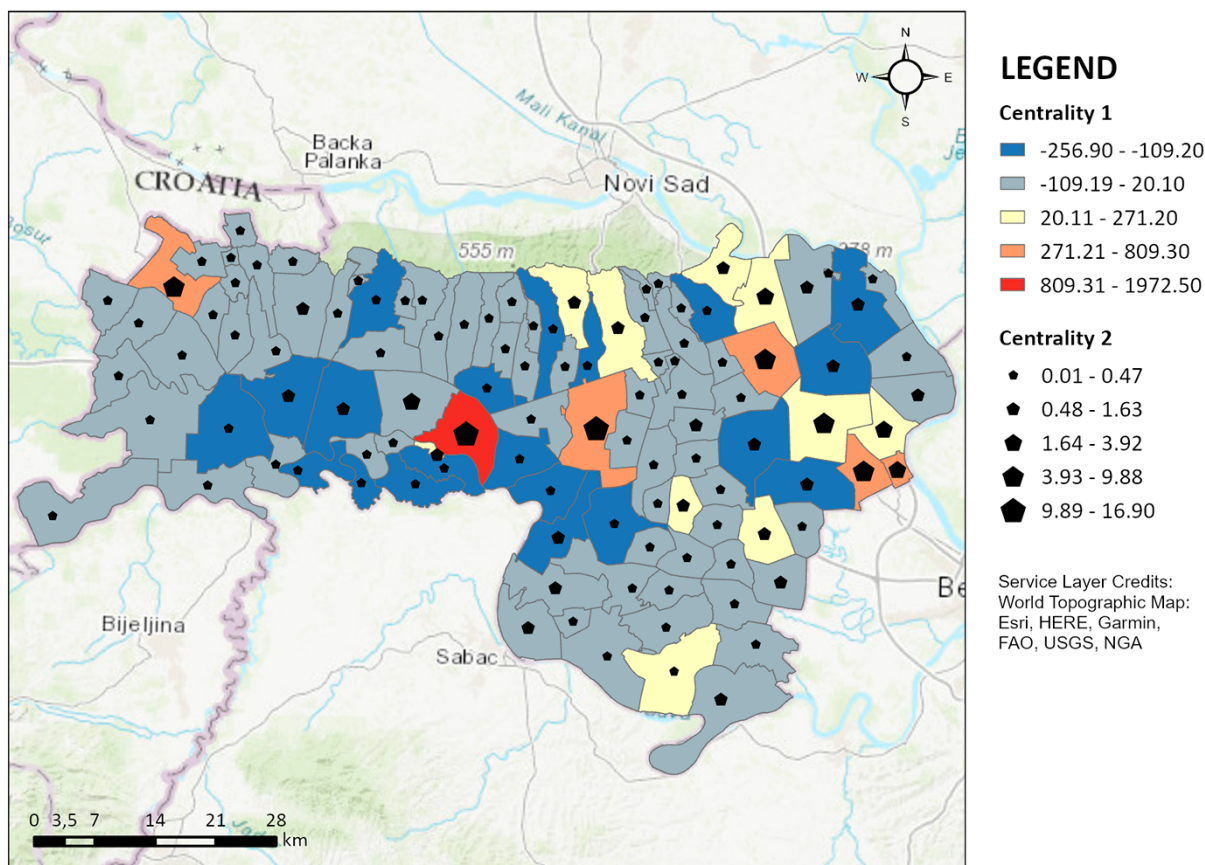 N
W E
S
Mali Kanal
Backa
Palanka
CROATIA
Novi Sad
Bosut
555 m
278 m
Bijeljina
Sabac
Sava
Be
0 3,5 7 14 21 28
km
LEGEND
Centrality 1
-256.90 - -109.20
-109.19 - 20.10
20.11 - 271.20
271.21 - 809.30
809.31 - 1972.50
Centrality 2
0.01 - 0.47
0.48 - 1.63
1.64 - 3.92
3.93 - 9.88
9.89 - 16.90
Service Layer Credits:
World Topographic Map:
Esri, HERE, Garmin,
FAO, USGS, NGA